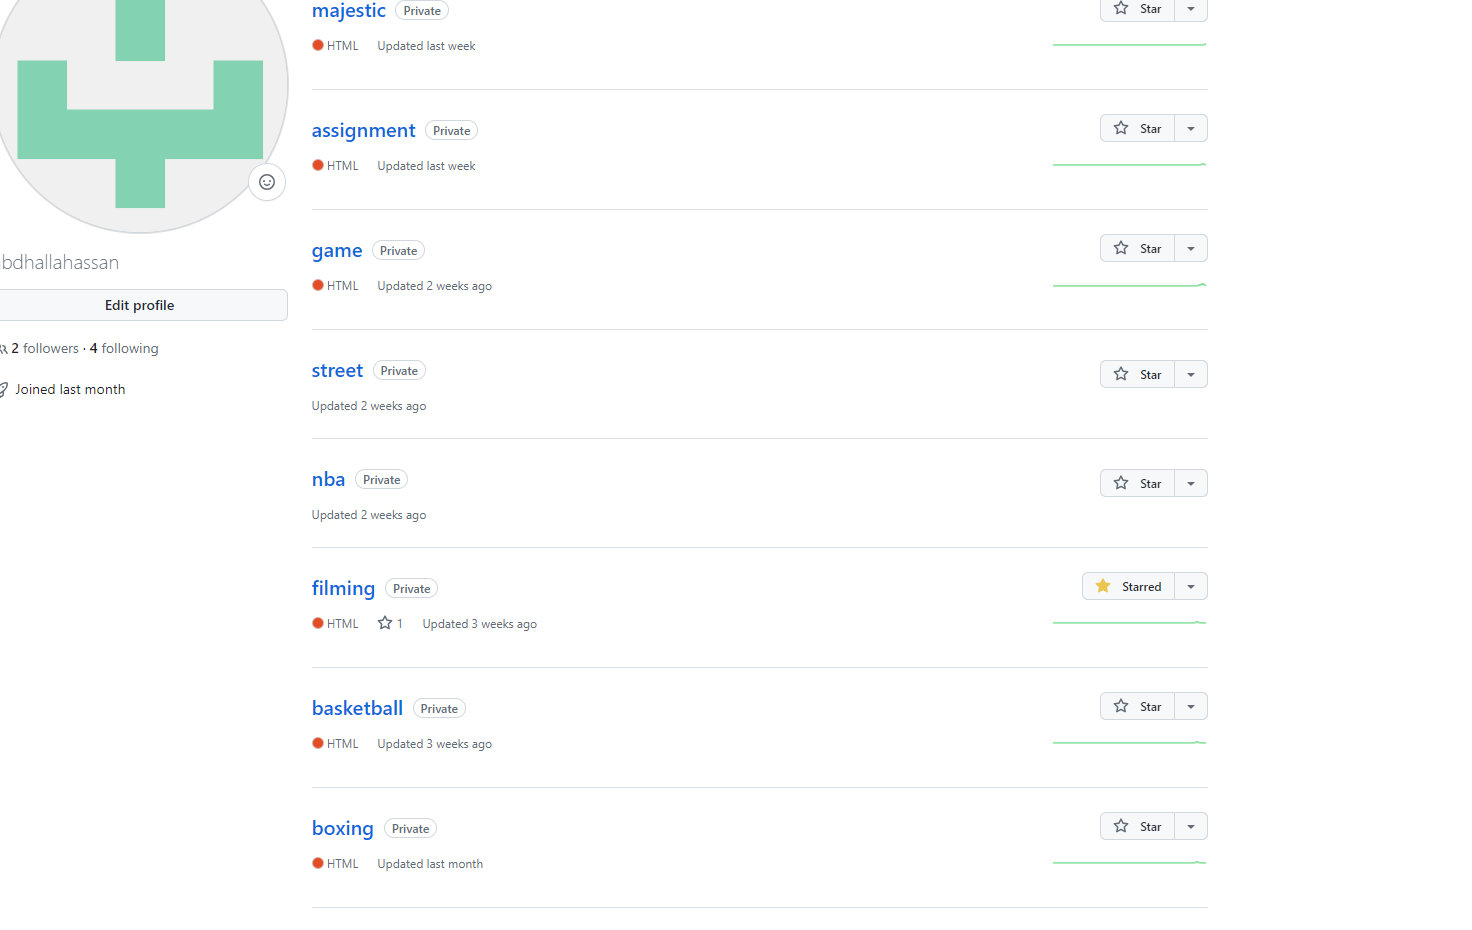 bdhallahassan
Edit profile
2 followers · 4 following
Joined last month
majestic Private Star
HTML Updated last week
assignment Private Star
HTML Updated last week
game Private Star
HTML Updated 2 weeks ago
street Private Star
Updated 2 weeks ago
nba Private Star
Updated 2 weeks ago
filming Private Starred
HTML 1 Updated 3 weeks ago
basketball Private Star
HTML Updated 3 weeks ago
boxing Private Star
HTML Updated last month